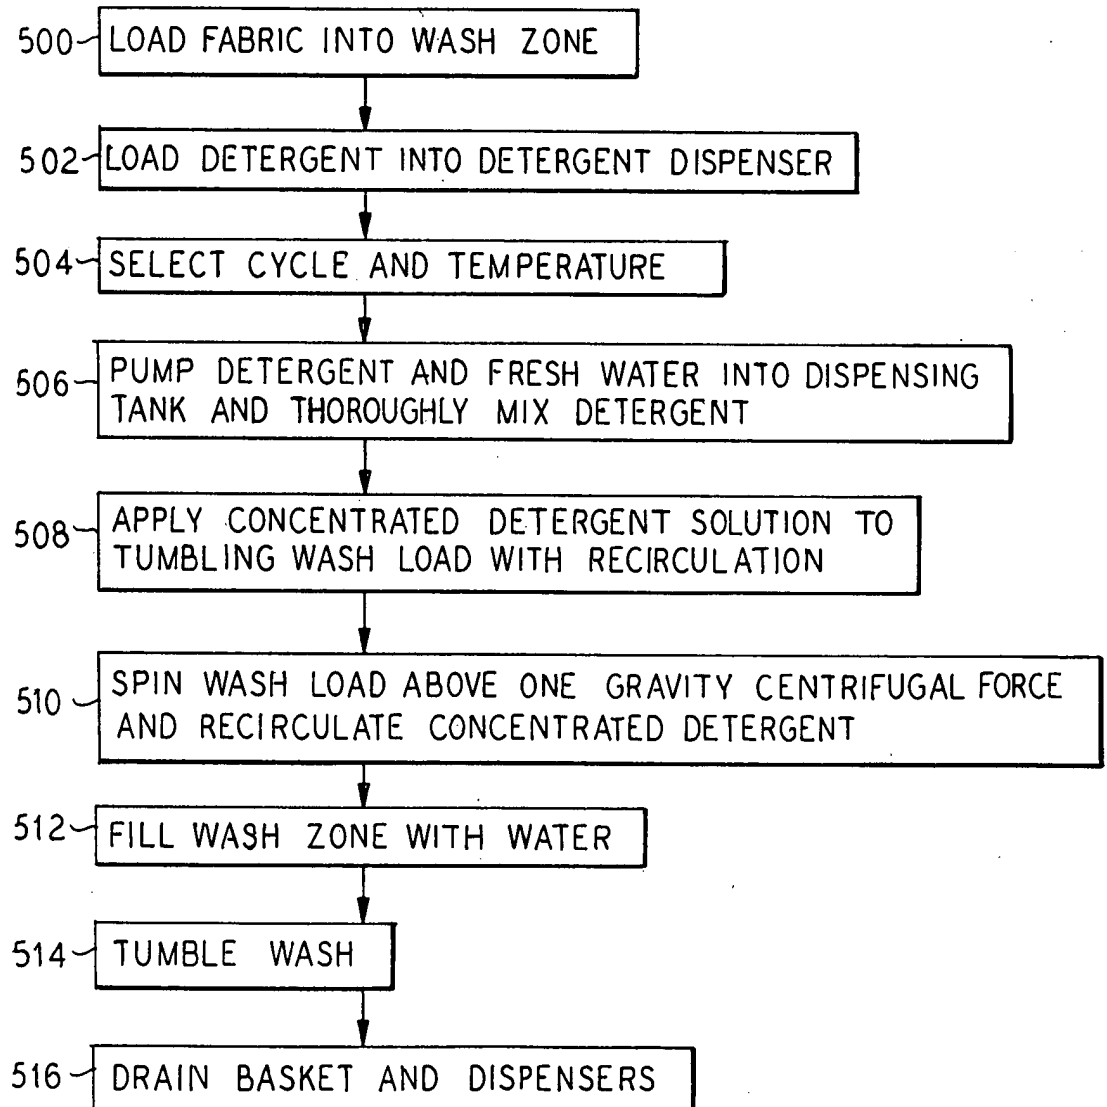 500 LOAD FABRIC INTO WASH ZONE
502 LOAD DETERGENT INTO DETERGENT DISPENSER
504 SELECT CYCLE AND TEMPERATURE
506 PUMP DETERGENT AND FRESH WATER INTO DISPENSING
TANK AND THOROUGHLY MIX DETERGENT
508 APPLY CONCENTRATED DETERGENT SOLUTION TO
TUMBLING WASH LOAD WITH RECIRCULATION
510 SPIN WASH LOAD ABOVE ONE GRAVITY CENTRIFUGAL FORCE
AND RECIRCULATE CONCENTRATED DETERGENT
512 FILL WASH ZONE WITH WATER
514 TUMBLE WASH
516 DRAIN BASKET AND DISPENSERS